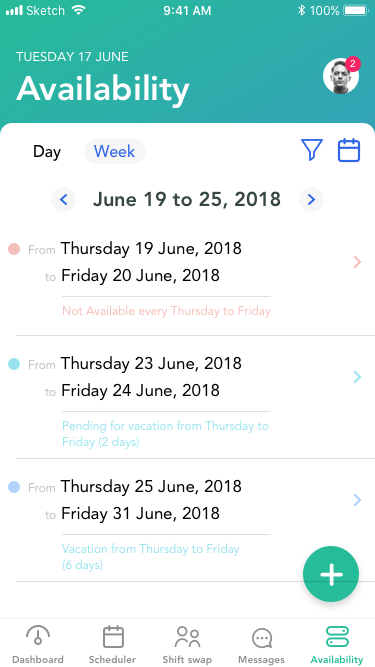 Sketch 9:41 AM 100%
TUESDAY 17 JUNE
Availability
2
Day Week
June 19 to 25, 2018
From Thursday 19 June, 2018
to Friday 20 June, 2018
Not Available every Thursday to Friday
From Thursday 23 June, 2018
to Friday 24 June, 2018
Pending for vacation from Thursday to
Friday (2 days)
From Thursday 25 June, 2018
to Friday 31 June, 2018
Vacation from Thursday to Friday
(6 days)
Dashboard Scheduler Shift swap Messages Availability